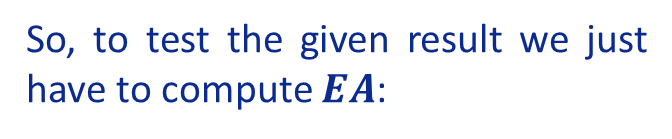 So, to test the given result we just
have to compute EA: